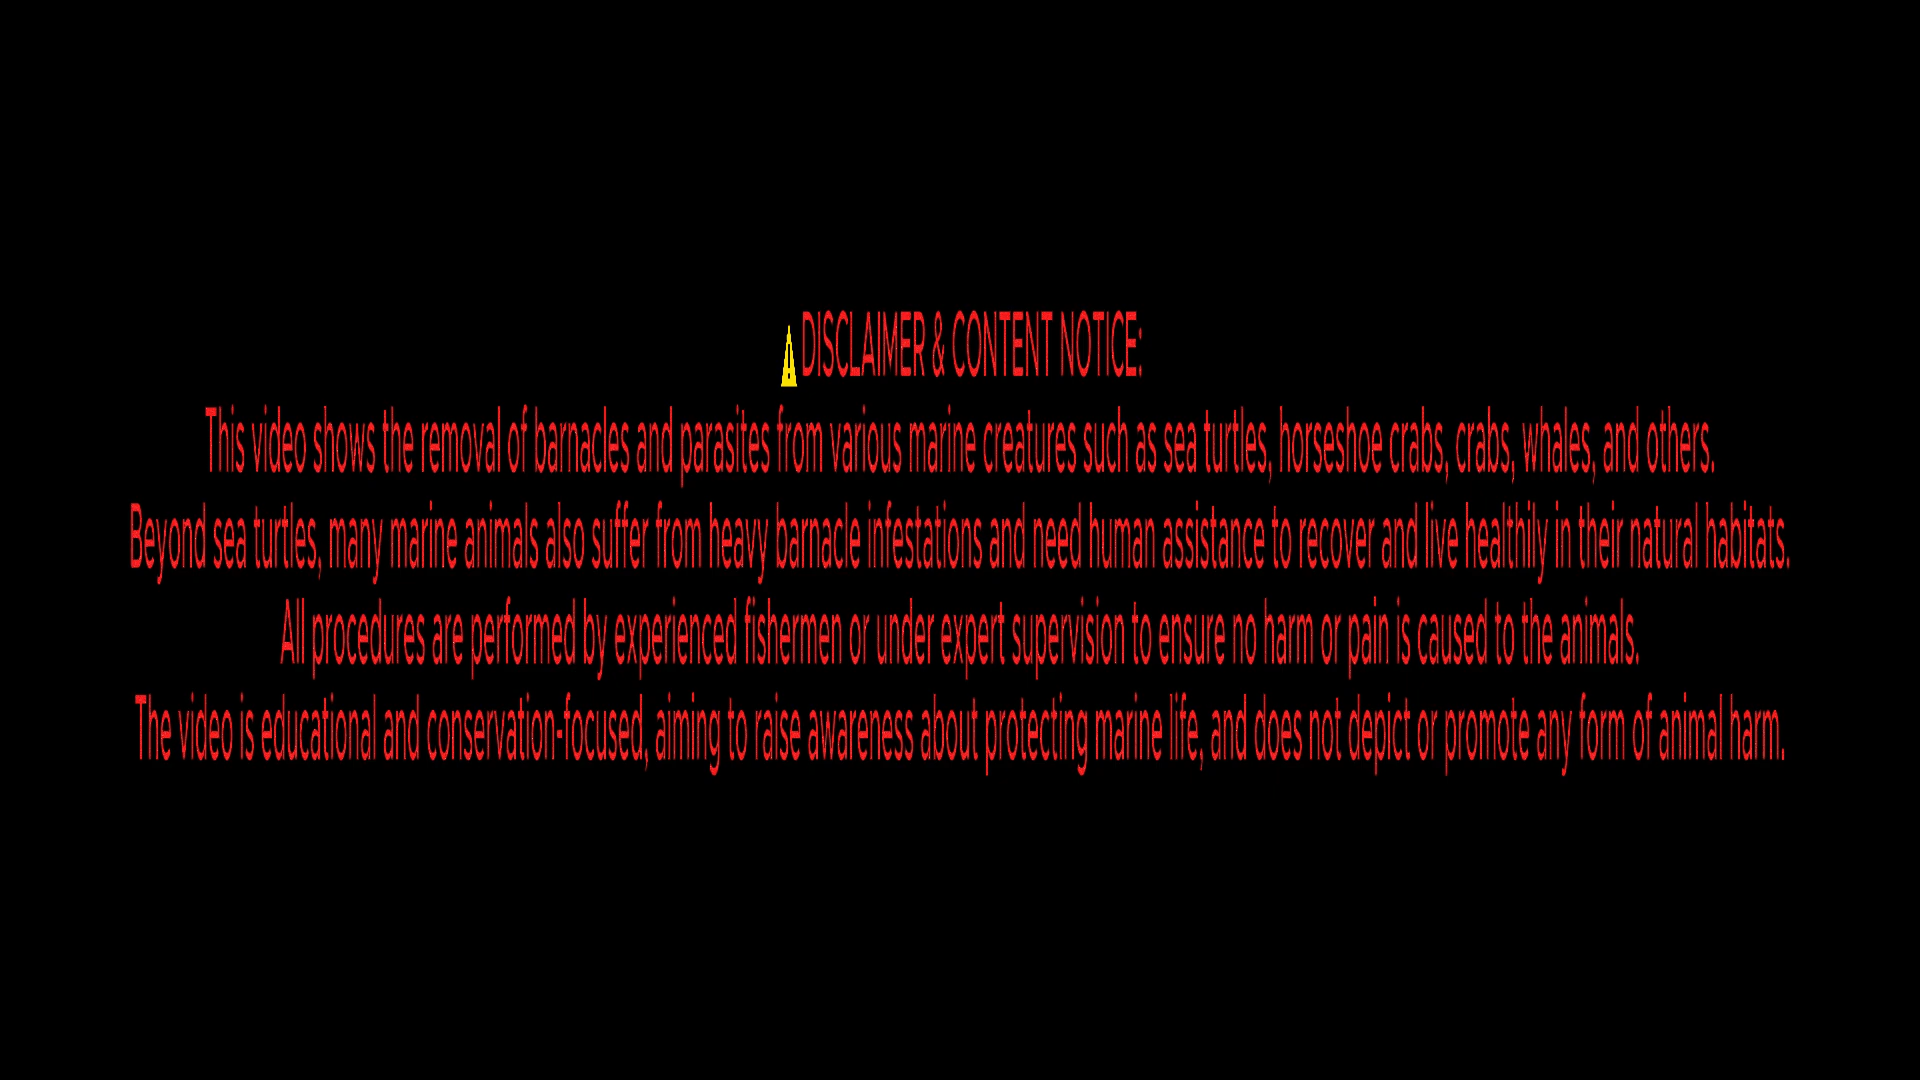 ⚠DISCLAIMER & CONTENT NOTICE:
This video shows the removal of barnacles and parasites from various marine creatures such as sea turtles, horseshoe crabs, crabs, whales, and others.
Beyond sea turtles, many marine animals also suffer from heavy barnacle infestations and need human assistance to recover and live healthily in their natural habitats.
All procedures are performed by experienced fishermen or under expert supervision to ensure no harm or pain is caused to the animals.
The video is educational and conservation-focused, aiming to raise awareness about protecting marine life, and does not depict or promote any form of animal harm.